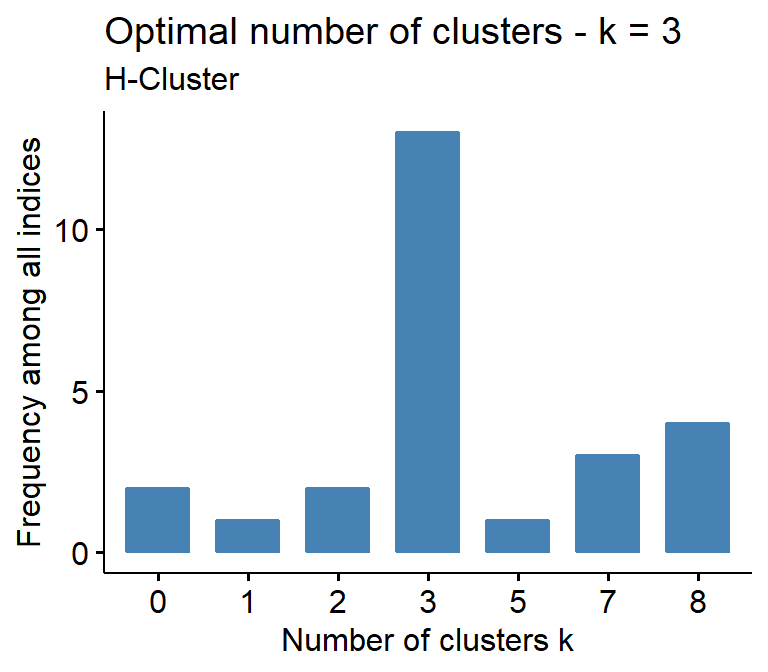 Optimal number of clusters - k = 3
H-Cluster
Frequency among all indices
10
5
0
0 1 2 3 5 7 8
Number of clusters k